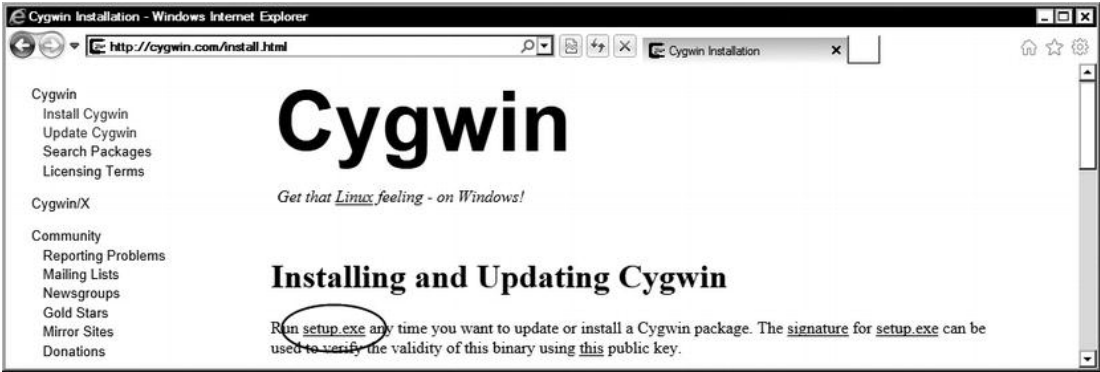 Cygwin Installation - Windows Internet Explorer
http://cygwin.com/install.html
Cygwin Installation
Cygwin
Install Cygwin
Update Cygwin
Search Packages
Licensing Terms
Cygwin/X
Community
Reporting Problems
Mailing Lists
Newsgroups
Gold Stars
Mirror Sites
Donations
Cygwin
Get that Linux feeling - on Windows!
Installing and Updating Cygwin
Run setup.exe any time you want to update or install a Cygwin package. The signature for setup.exe can be
used to verify the validity of this binary using this public key.